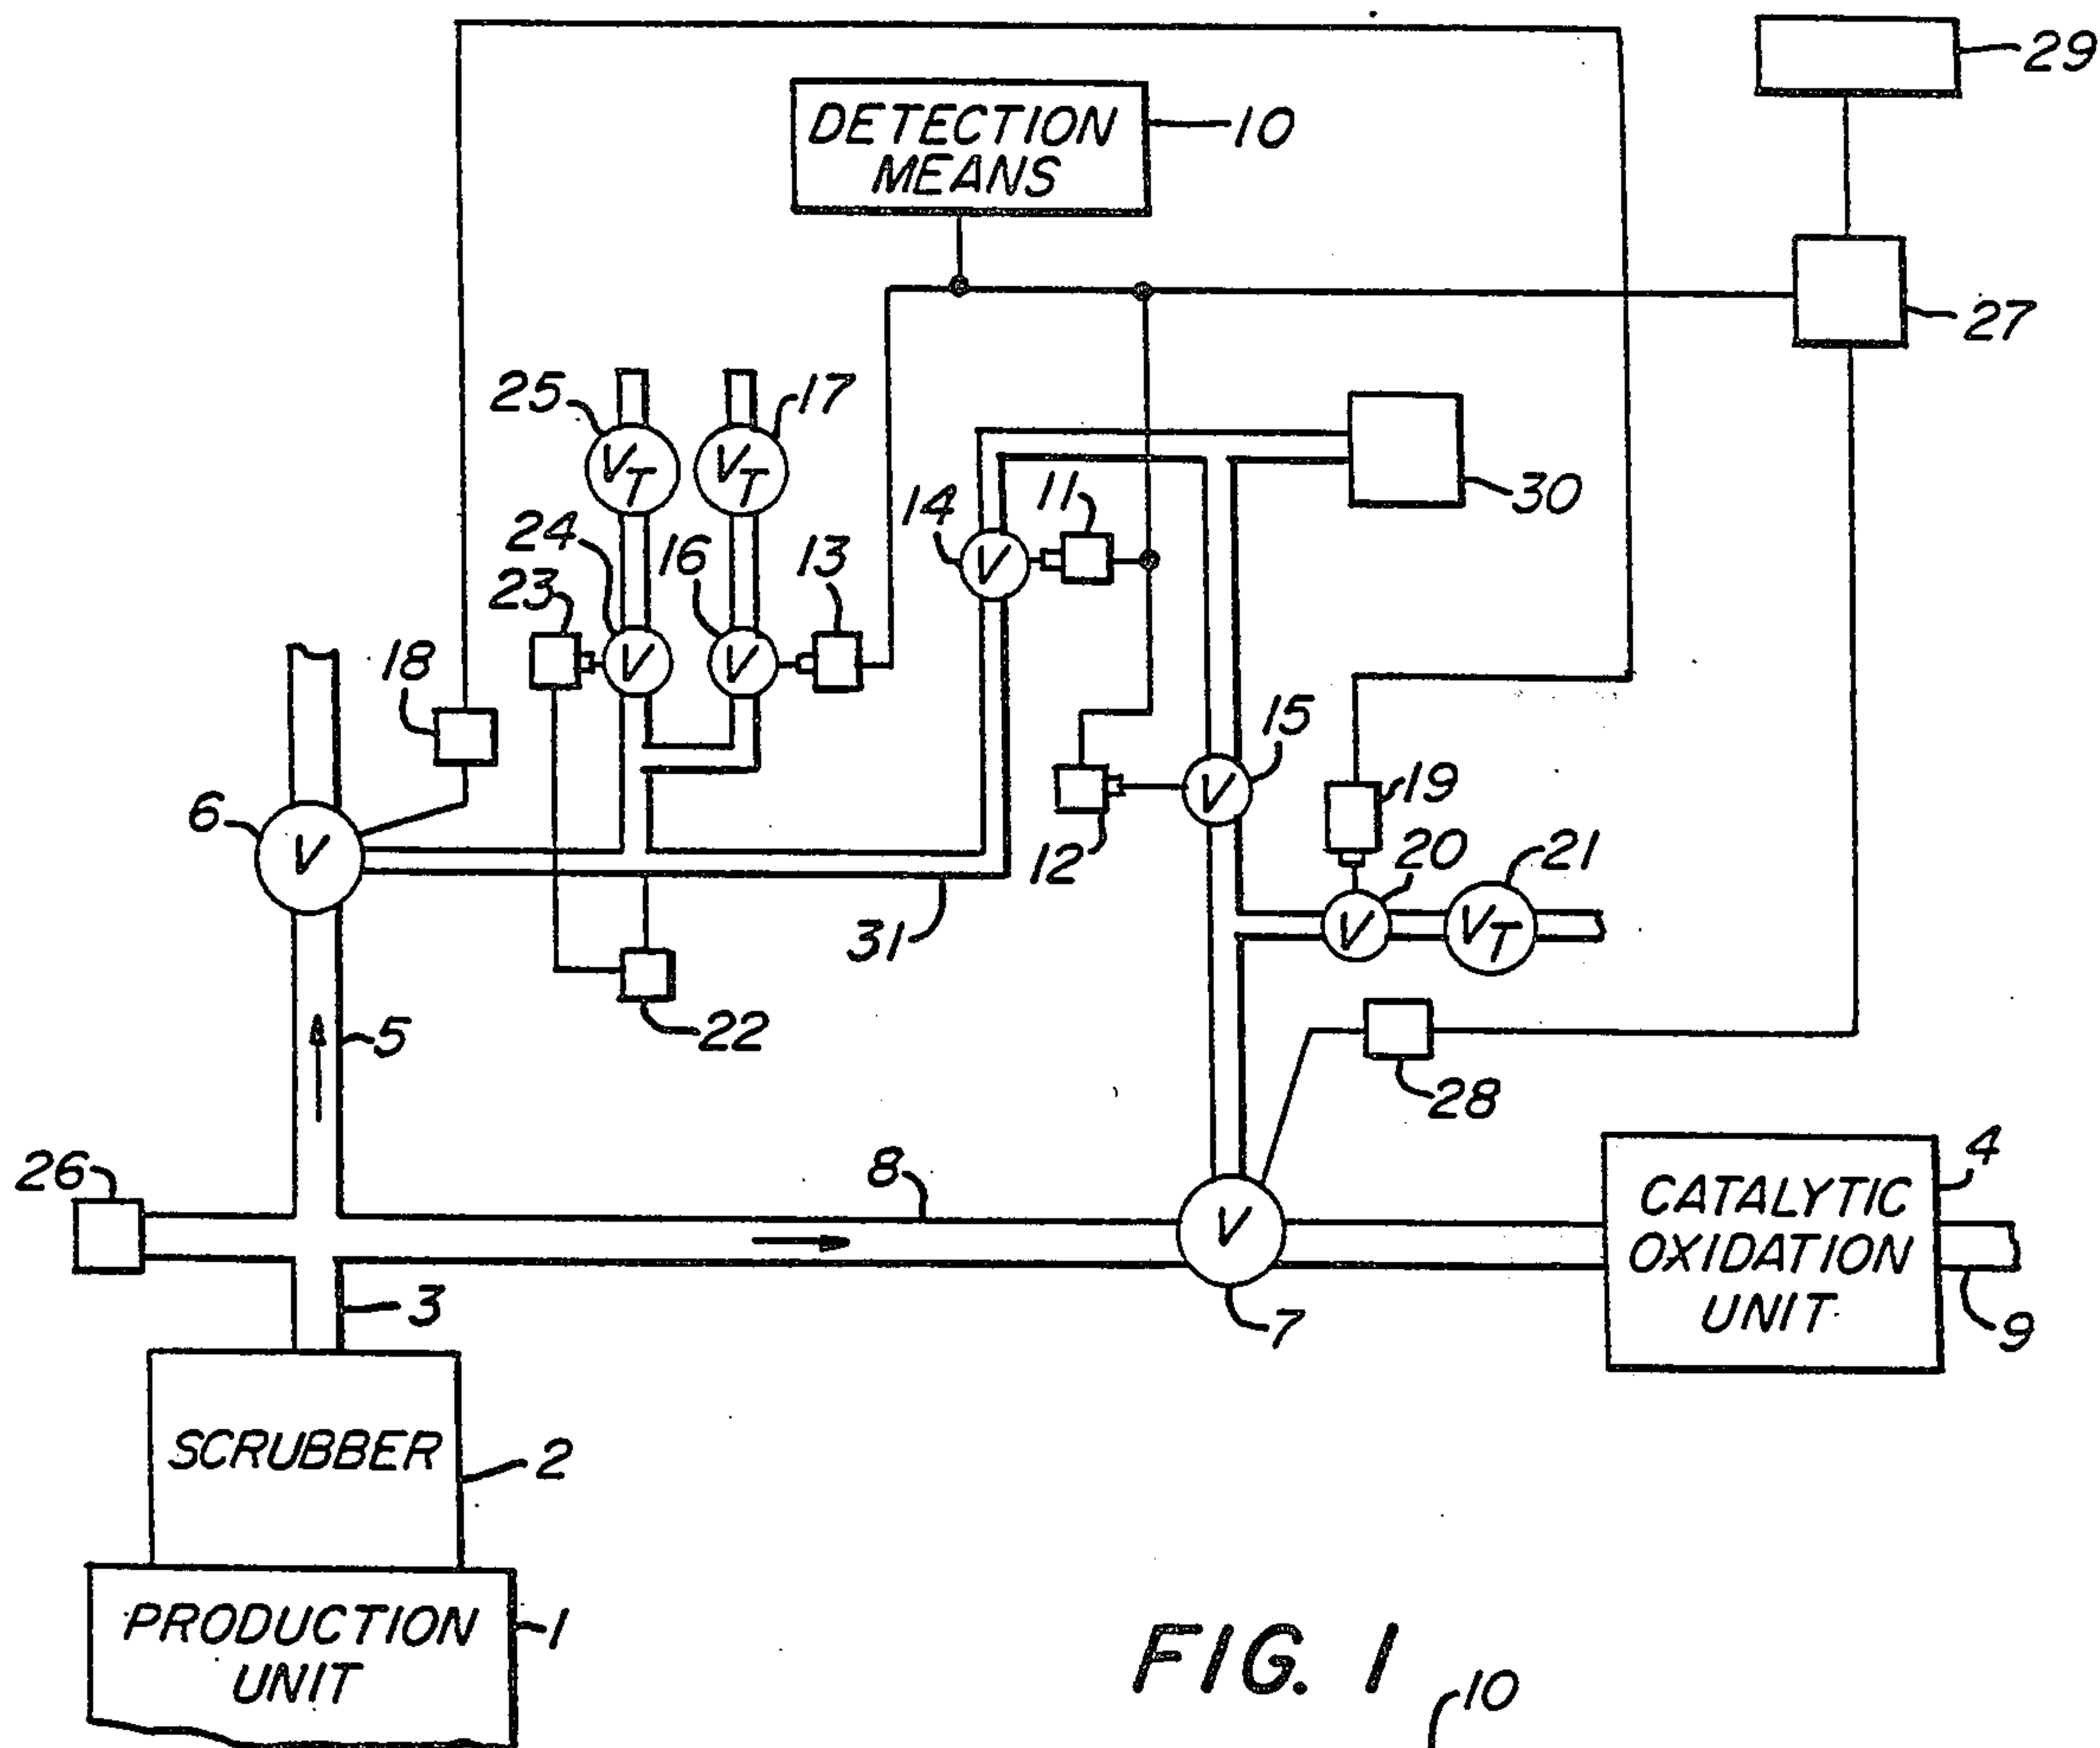 29
DETECTION
MEANS
10
27
25
17
VT
VT
30
14
11
24
16
13
V
23
V
V
18
15
6
19
V
20
21
12
V
V
VT
31
5
22
28
26
8
4
CATALYTIC
OXIDATION
UNIT
V
3
7
9
SCRUBBER
2
PRODUCTION
UNIT
1
FIG. 1
10